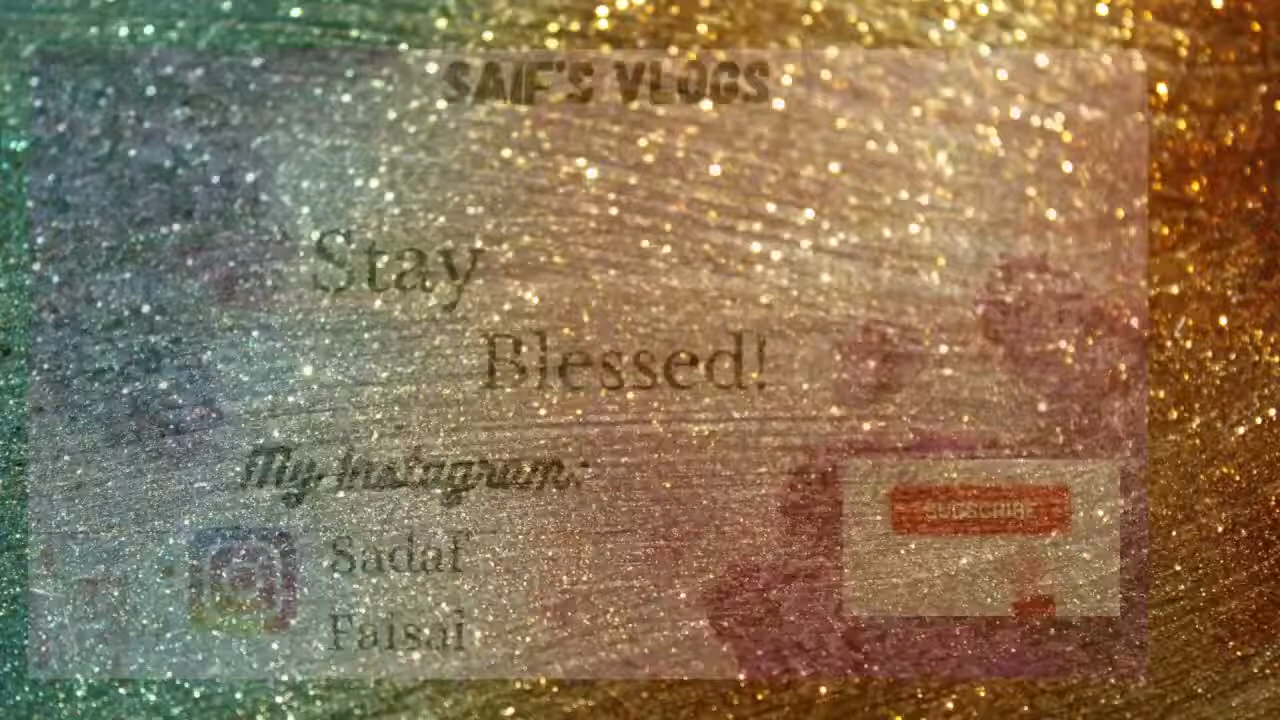 SAIF'S VLOGS
Stay
Blessed!
My Instagram:
Sadaf
Faisal
SUBSCRIBE